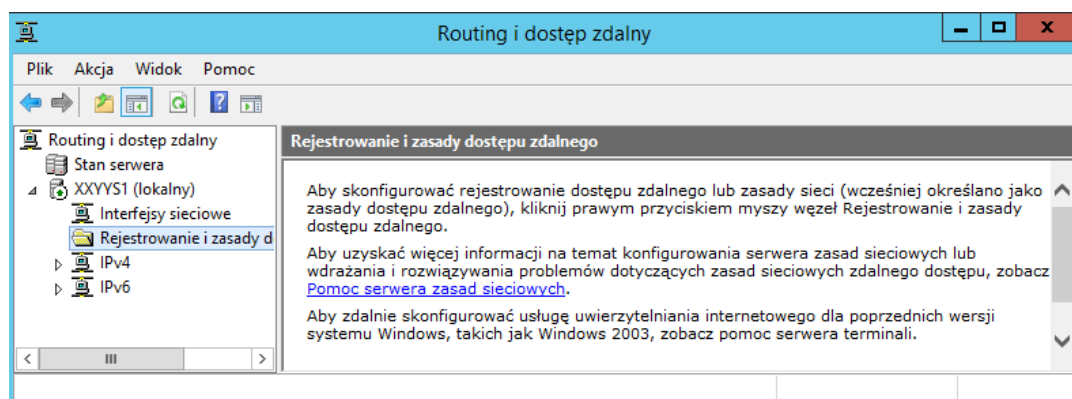 Routing i dostęp zdalny
Plik Akcja Widok Pomoc
Routing i dostęp zdalny
Stan serwera
XXYYS1 (lokalny)
Interfejsy sieciowe
Rejestrowanie i zasady d
IPv4
IPv6
Rejestrowanie i zasady dostępu zdalnego
Aby skonfigurować rejestrowanie dostępu zdalnego lub zasady sieci (wcześniej określano jako
zasady dostępu zdalnego), kliknij prawym przyciskiem myszy węzeł Rejestrowanie i zasady
dostępu zdalnego.
Aby uzyskać więcej informacji na temat konfigurowania serwera zasad sieciowych lub
wdrażania i rozwiązywania problemów dotyczących zasad sieciowych zdalnego dostępu, zobacz
Pomoc serwera zasad sieciowych.
Aby zdalnie skonfigurować usługę uwierzytelniania internetowego dla poprzednich wersji
systemu Windows, takich jak Windows 2003, zobacz pomoc serwera terminali.